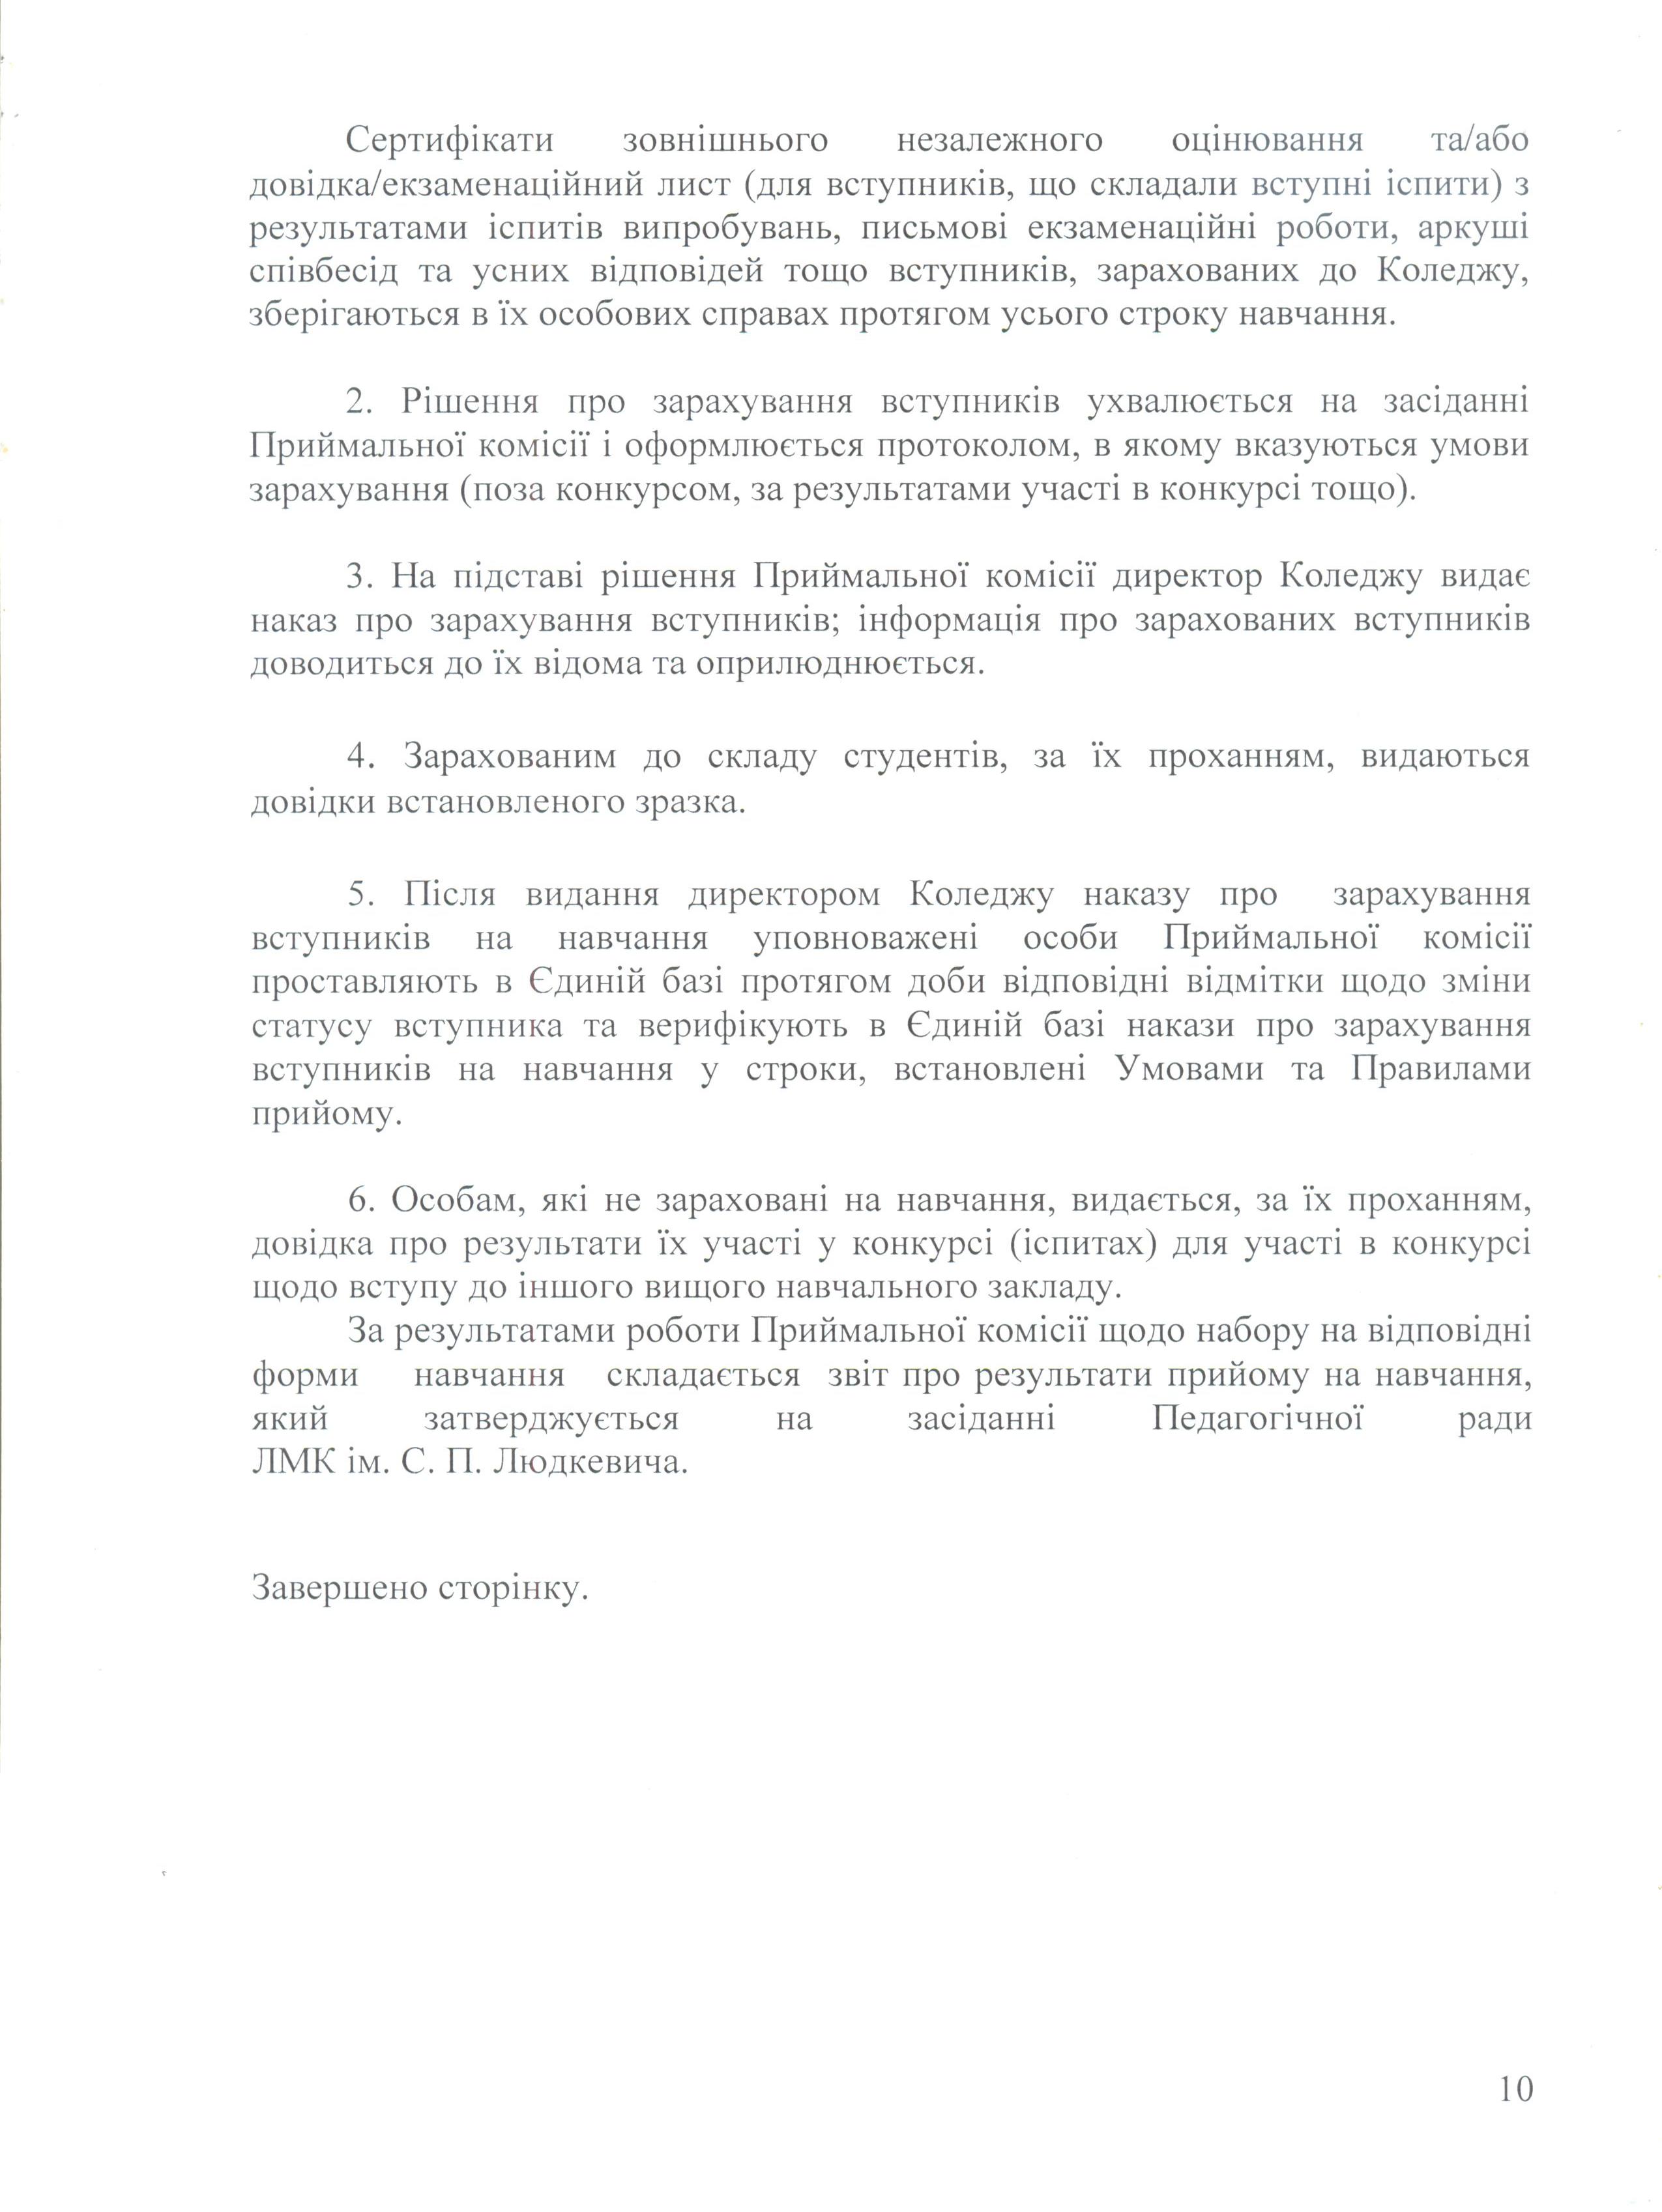 Сертифікати зовнішнього незалежного оцінювання та/або
довідка/екзаменаційний лист (для вступників, що складали вступні іспити) з
результатами іспитів випробувань, письмові екзаменаційні роботи, аркуші
співбесід та усних відповідей тощо вступників, зарахованих до Коледжу,
зберігаються в їх особових справах протягом усього строку навчання.
2. Рішення про зарахування вступників ухвалюється на засіданні
Приймальної комісії і оформлюється протоколом, в якому вказуються умови
зарахування (поза конкурсом, за результатами участі в конкурсі тощо).
3. На підставі рішення Приймальної комісії директор Коледжу видає
наказ про зарахування вступників; інформація про зарахованих вступників
доводиться до їх відома та оприлюднюється.
4. Зарахованим до складу студентів, за їх проханням, видаються
довідки встановленого зразка.
5. Після видання директором Коледжу наказу про зарахування
вступників на навчання уповноважені особи Приймальної комісії
проставляють в Єдиній базі протягом доби відповідні відмітки щодо зміни
статусу вступника та верифікують в Єдиній базі накази про зарахування
вступників на навчання у строки, встановлені Умовами та Правилами
прийому.
6. Особам, які не зараховані на навчання, видається, за їх проханням,
довідка про результати їх участі у конкурсі (іспитах) для участі в конкурсі
щодо вступу до іншого вищого навчального закладу.
За результатами роботи Приймальної комісії щодо набору на відповідні
форми навчання складається звіт про результати прийому на навчання,
який затверджується на засіданні Педагогічної ради
ЛМК ім. С. П. Людкевича.
Завершено сторінку.
10